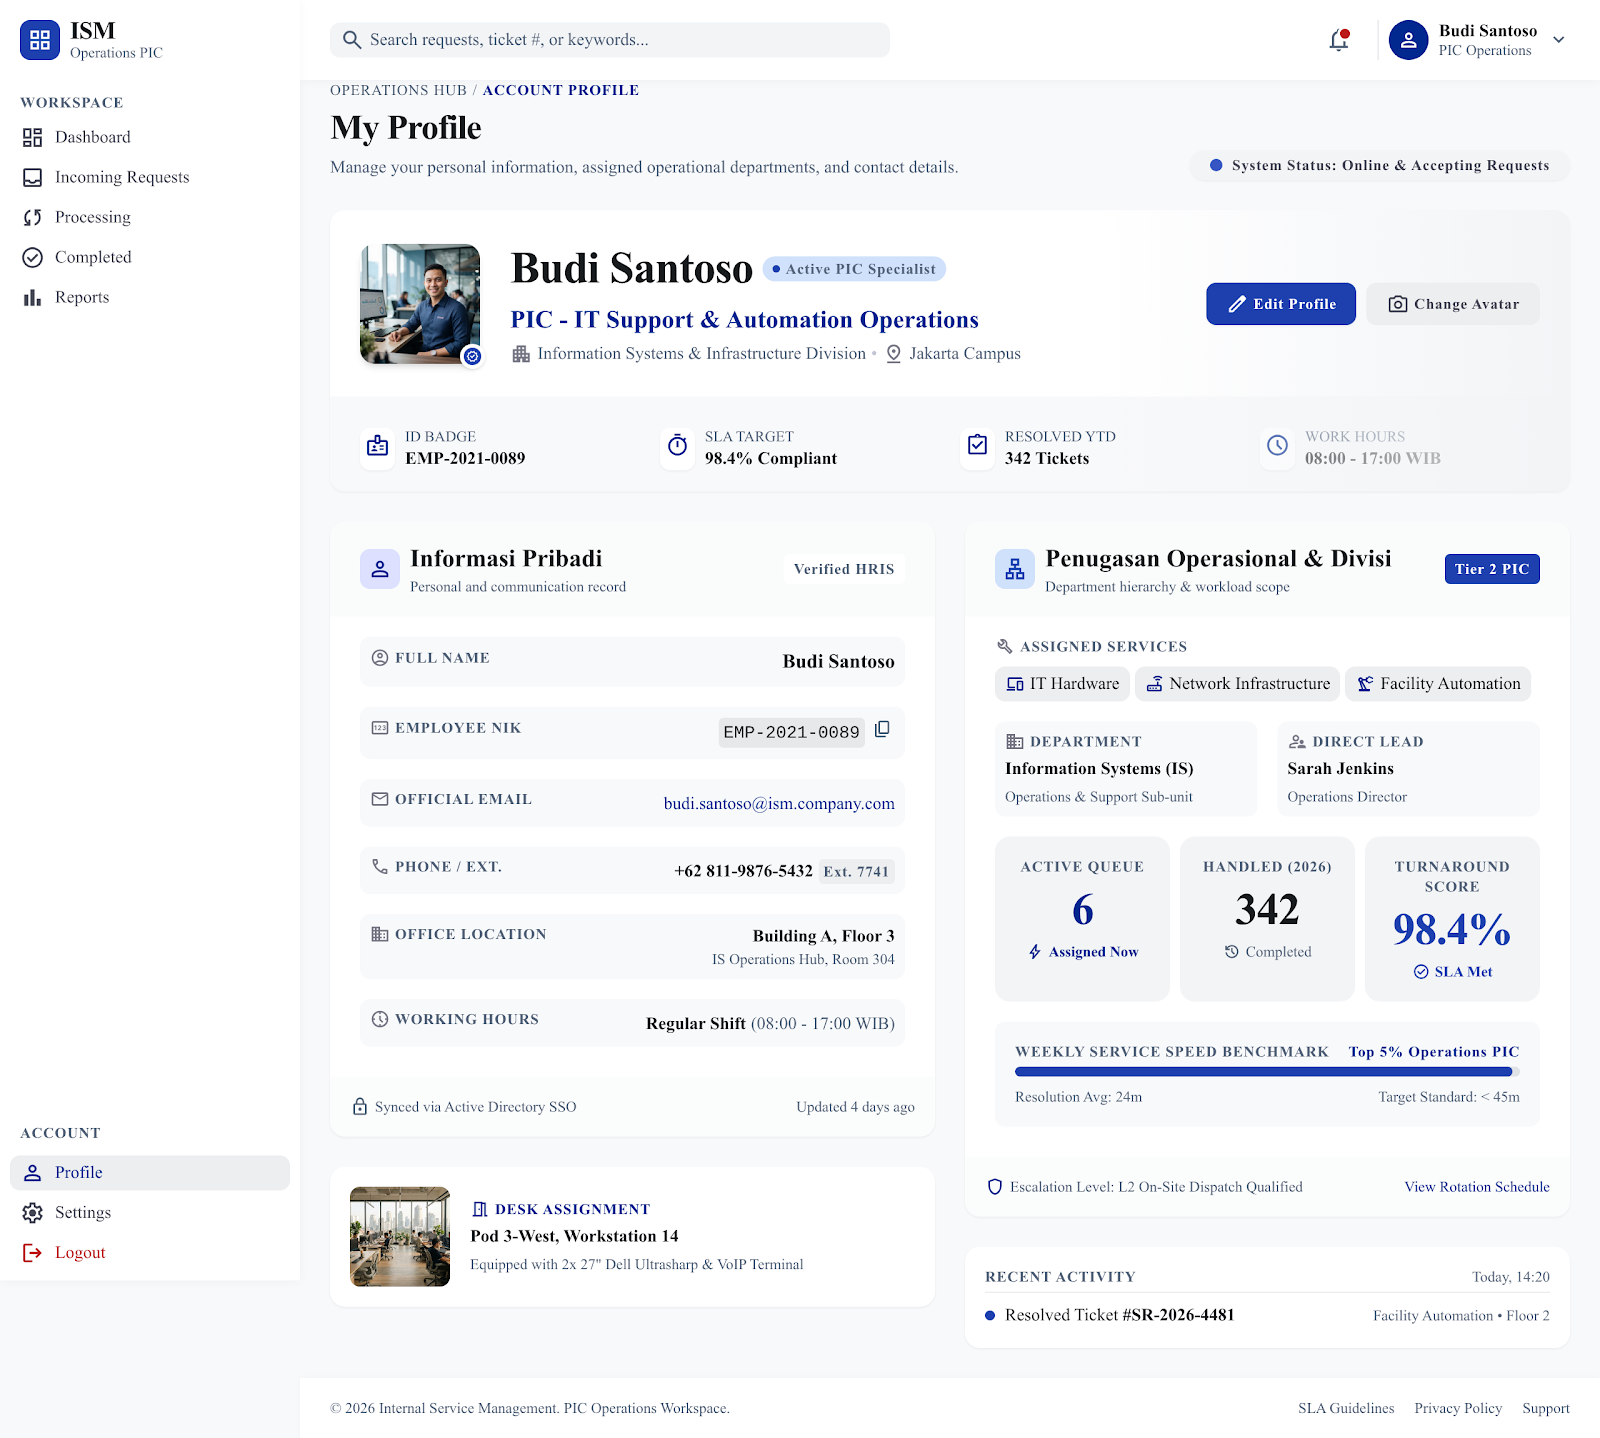 ISM
Operations PIC
WORKSPACE
Dashboard
Incoming Requests
Processing
Completed
Reports
ACCOUNT
Profile
Settings
Logout
Search requests, ticket #, or keywords...
Budi Santoso
PIC Operations
OPERATIONS HUB / ACCOUNT PROFILE
My Profile
Manage your personal information, assigned operational departments, and contact details.
System Status: Online & Accepting Requests
Budi Santoso
Active PIC Specialist
PIC - IT Support & Automation Operations
Information Systems & Infrastructure Division • Jakarta Campus
Edit Profile
Change Avatar
ID BADGE
EMP-2021-0089
SLA TARGET
98.4% Compliant
RESOLVED YTD
342 Tickets
WORK HOURS
08:00 - 17:00 WIB
Informasi Pribadi
Personal and communication record
Verified HRIS
FULL NAME
Budi Santoso
EMPLOYEE NIK
EMP-2021-0089
OFFICIAL EMAIL
budi.santoso@ism.company.com
PHONE / EXT.
+62 811-9876-5432 Ext. 7741
OFFICE LOCATION
Building A, Floor 3
IS Operations Hub, Room 304
WORKING HOURS
Regular Shift (08:00 - 17:00 WIB)
Synced via Active Directory SSO
Updated 4 days ago
DESK ASSIGNMENT
Pod 3-West, Workstation 14
Equipped with 2x 27" Dell Ultrasharp & VoIP Terminal
Penugasan Operasional & Divisi
Department hierarchy & workload scope
Tier 2 PIC
ASSIGNED SERVICES
IT Hardware
Network Infrastructure
Facility Automation
DEPARTMENT
Information Systems (IS)
Operations & Support Sub-unit
DIRECT LEAD
Sarah Jenkins
Operations Director
ACTIVE QUEUE
6
Assigned Now
HANDLED (2026)
342
Completed
TURNAROUND
SCORE
98.4%
SLA Met
WEEKLY SERVICE SPEED BENCHMARK
Top 5% Operations PIC
Resolution Avg: 24m
Target Standard: < 45m
Escalation Level: L2 On-Site Dispatch Qualified
View Rotation Schedule
RECENT ACTIVITY
Today, 14:20
Resolved Ticket #SR-2026-4481
Facility Automation • Floor 2
© 2026 Internal Service Management. PIC Operations Workspace.
SLA Guidelines
Privacy Policy
Support